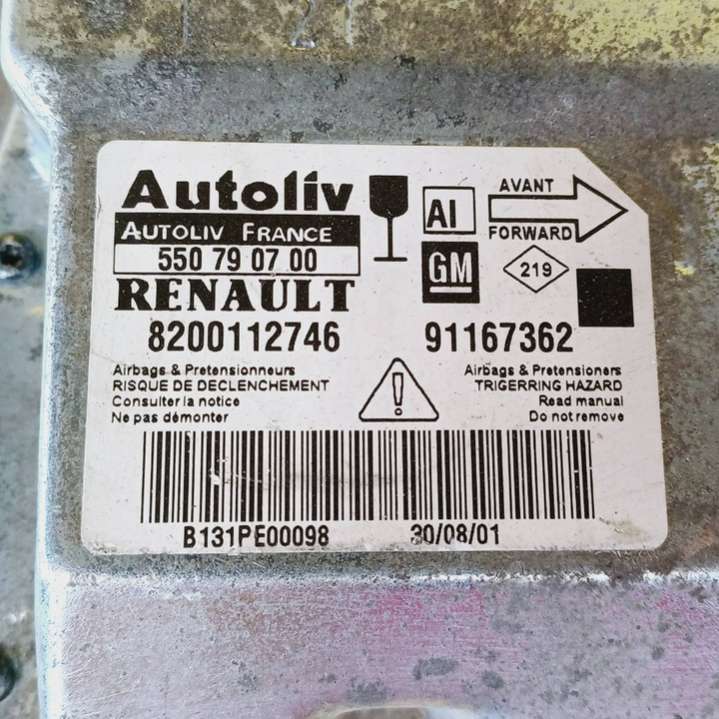 Autoliv
AUTOLIV FRANCE
550 79 07 00
RENAULT
8200112746
AI
AVANT
FORWARD
GM
219
91167362
Airbags & Pretensionneurs
RISQUE DE DECLENCHEMENT
Consulter la notice
Ne pas démonter
!
Airbags & Pretensioners
TRIGERRING HAZARD
Read manual
Do not remove
B131PE00098 30/08/01